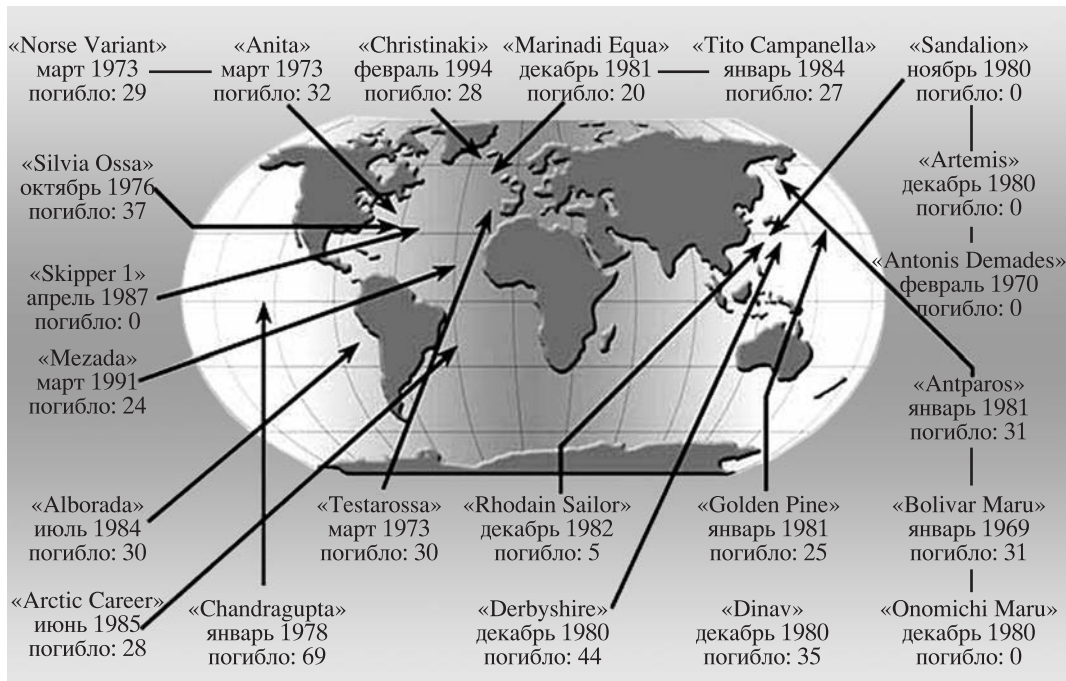 «Norse Variant»
март 1973
погибло: 29
«Anita»
март 1973
погибло: 32
«Christinaki»
февраль 1994
погибло: 28
«Marinadi Equa»
декабрь 1981
погибло: 20
«Tito Campanella»
январь 1984
погибло: 27
«Sandalion»
ноябрь 1980
погибло: 0
«Silvia Ossa»
октябрь 1976
погибло: 37
«Artemis»
декабрь 1980
погибло: 0
«Skipper 1»
апрель 1987
погибло: 0
«Antonis Demades»
февраль 1970
погибло: 0
«Mezada»
март 1991
погибло: 24
«Antparos»
январь 1981
погибло: 31
«Alborada»
июль 1984
погибло: 30
«Testarossa»
март 1973
погибло: 30
«Rhodain Sailor»
декабрь 1982
погибло: 5
«Golden Pine»
январь 1981
погибло: 25
«Bolivar Maru»
январь 1969
погибло: 31
«Arctic Career»
июнь 1985
погибло: 28
«Chandragupta»
январь 1978
погибло: 69
«Derbyshire»
декабрь 1980
погибло: 44
«Dinav»
декабрь 1980
погибло: 35
«Onomichi Maru»
декабрь 1980
погибло: 0